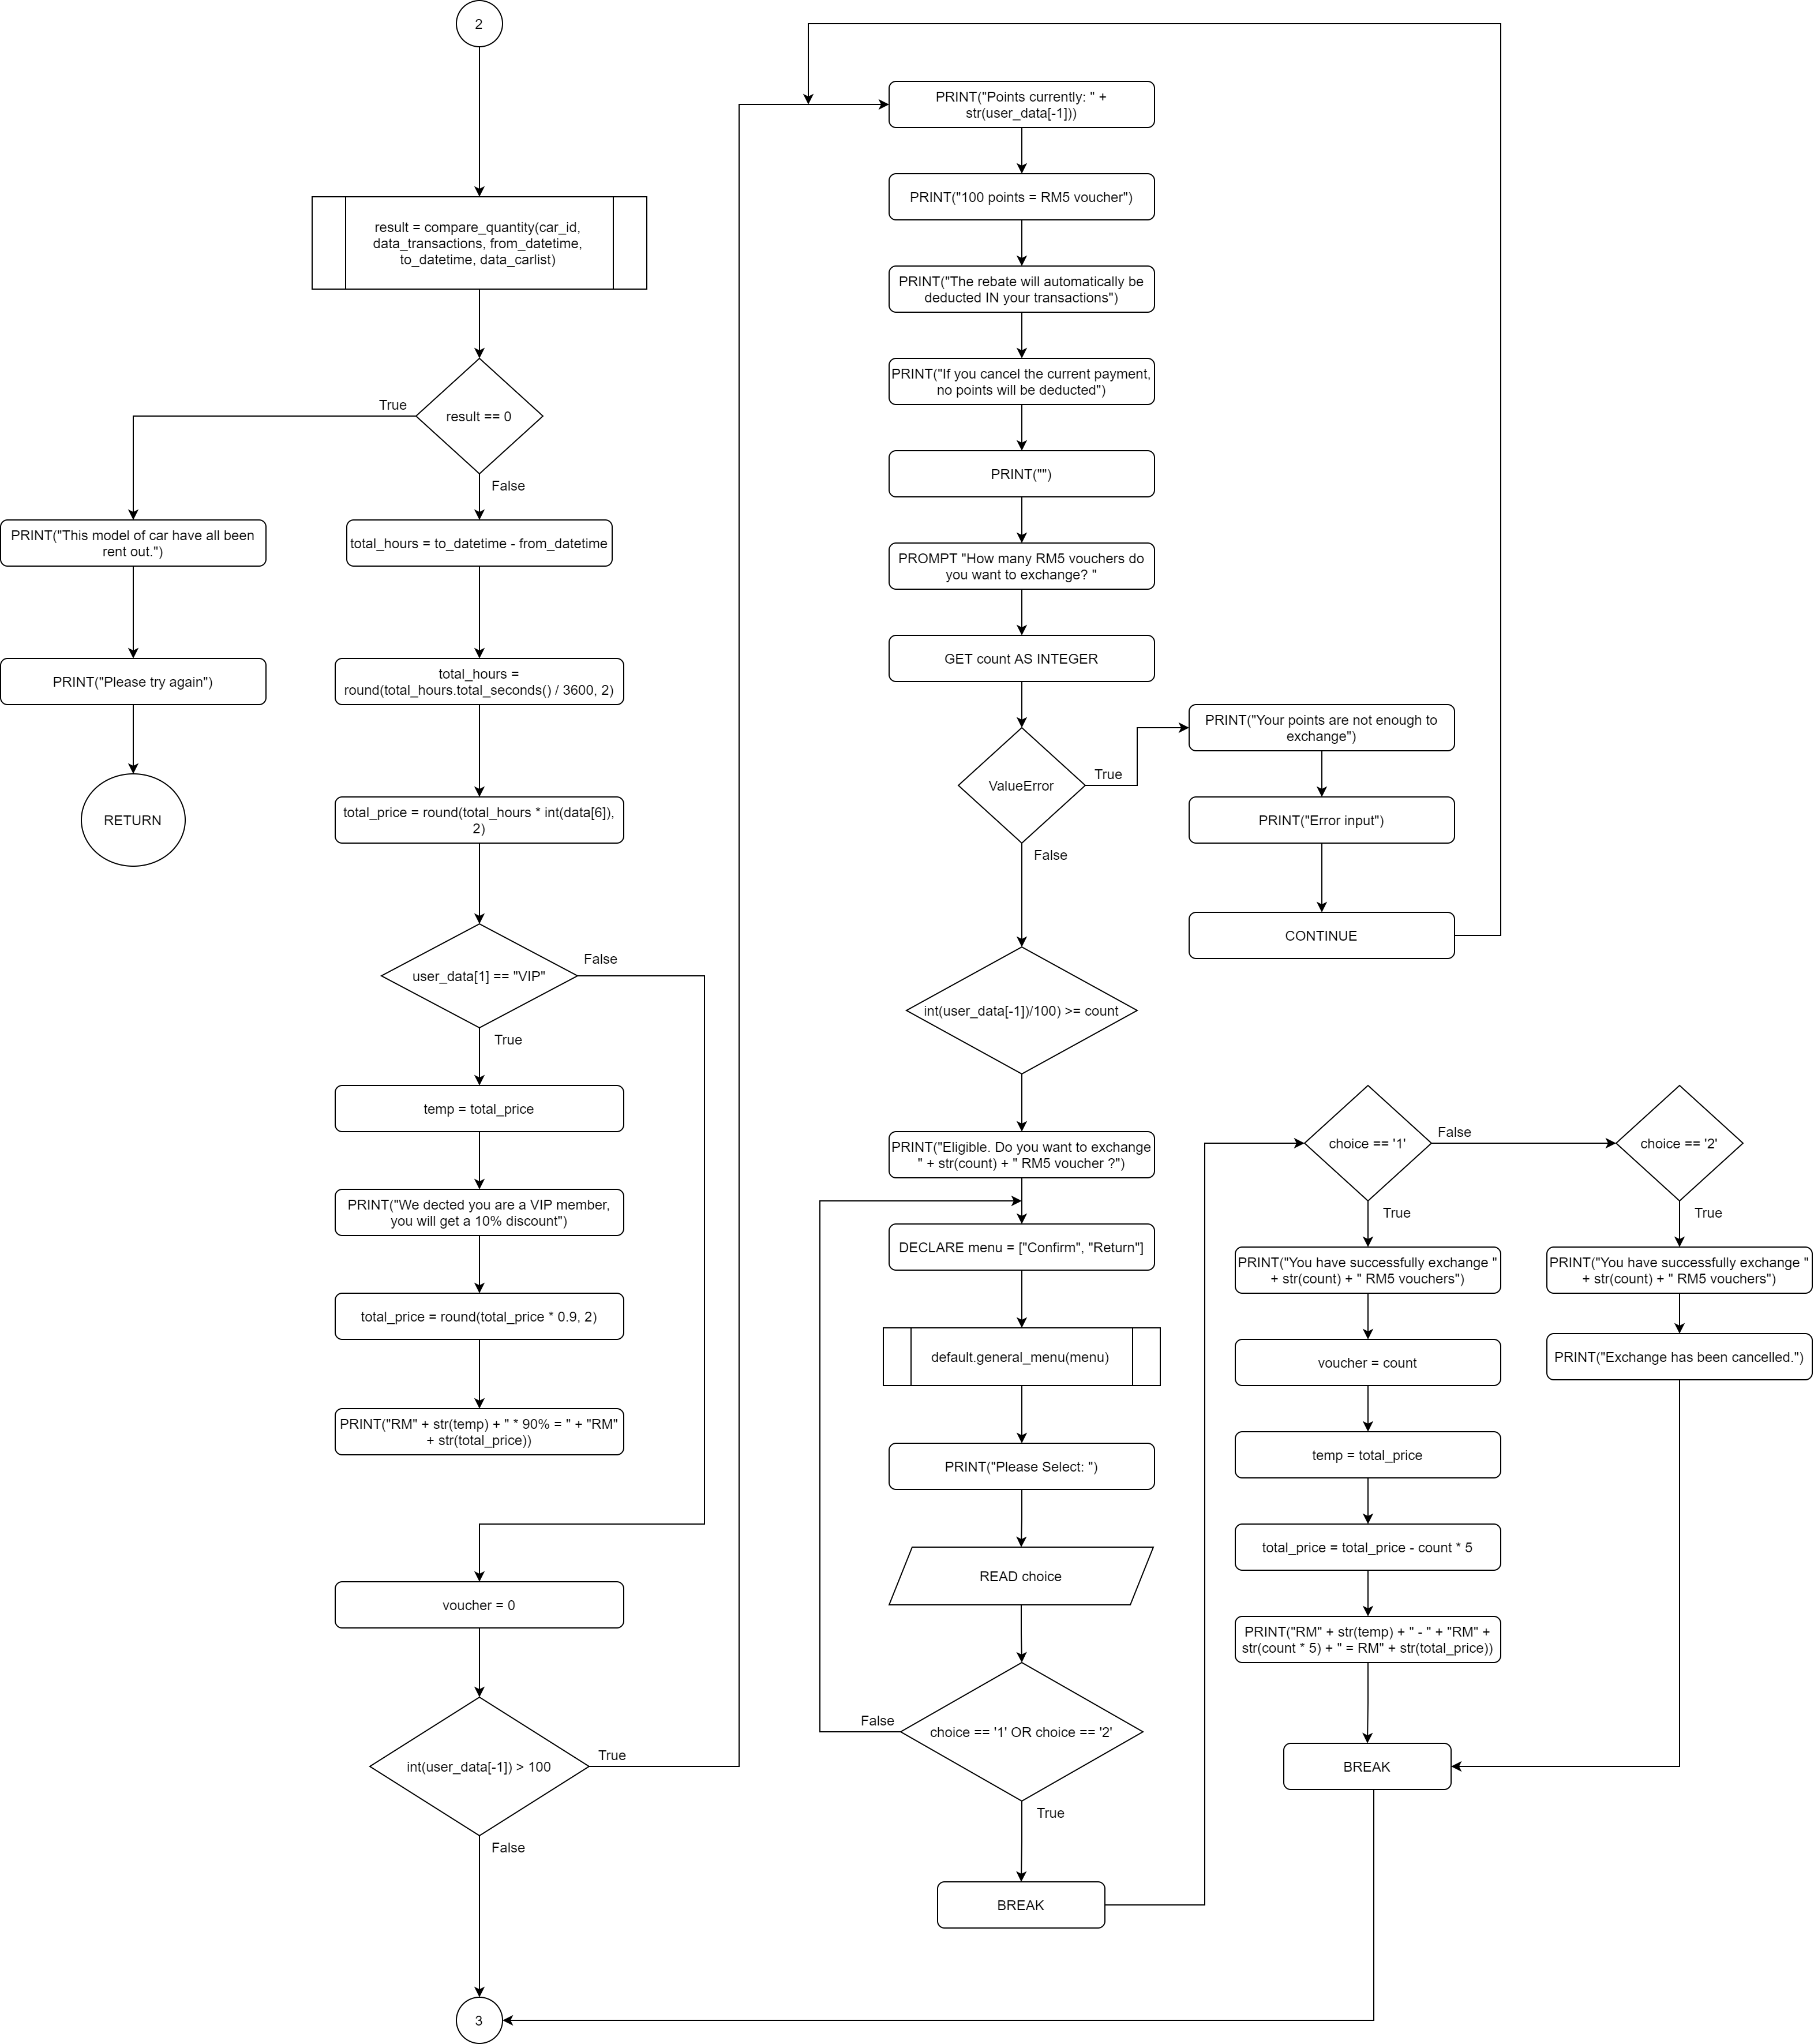 2
result = compare_quantity(car_id,
data_transactions, from_datetime,
to_datetime, data_carlist)
result == 0
True
False
PRINT("This model of car have all been
rent out.")
PRINT("Please try again")
RETURN
total_hours = to_datetime - from_datetime
total_hours =
round(total_hours.total_seconds() / 3600, 2)
total_price = round(total_hours * int(data[6]),
2)
user_data[1] == "VIP"
False
True
temp = total_price
PRINT("We dected you are a VIP member,
you will get a 10% discount")
total_price = round(total_price * 0.9, 2)
PRINT("RM" + str(temp) + " * 90% = " + "RM"
+ str(total_price))
voucher = 0
int(user_data[-1]) > 100
True
False
3
PRINT("Points currently: " +
str(user_data[-1]))
PRINT("100 points = RM5 voucher")
PRINT("The rebate will automatically be
deducted IN your transactions")
PRINT("If you cancel the current payment,
no points will be deducted")
PRINT("")
PROMPT "How many RM5 vouchers do
you want to exchange? "
GET count AS INTEGER
ValueError
True
False
PRINT("Your points are not enough to
exchange")
PRINT("Error input")
CONTINUE
int(user_data[-1])/100) >= count
PRINT("Eligible. Do you want to exchange
" + str(count) + " RM5 voucher ?")
DECLARE menu = ["Confirm", "Return"]
default.general_menu(menu)
PRINT("Please Select: ")
READ choice
choice == '1' OR choice == '2'
False
True
BREAK
choice == '1'
False
True
PRINT("You have successfully exchange "
+ str(count) + " RM5 vouchers")
voucher = count
temp = total_price
total_price = total_price - count * 5
PRINT("RM" + str(temp) + " - " + "RM" +
str(count * 5) + " = RM" + str(total_price))
BREAK
choice == '2'
True
PRINT("You have successfully exchange "
+ str(count) + " RM5 vouchers")
PRINT("Exchange has been cancelled.")